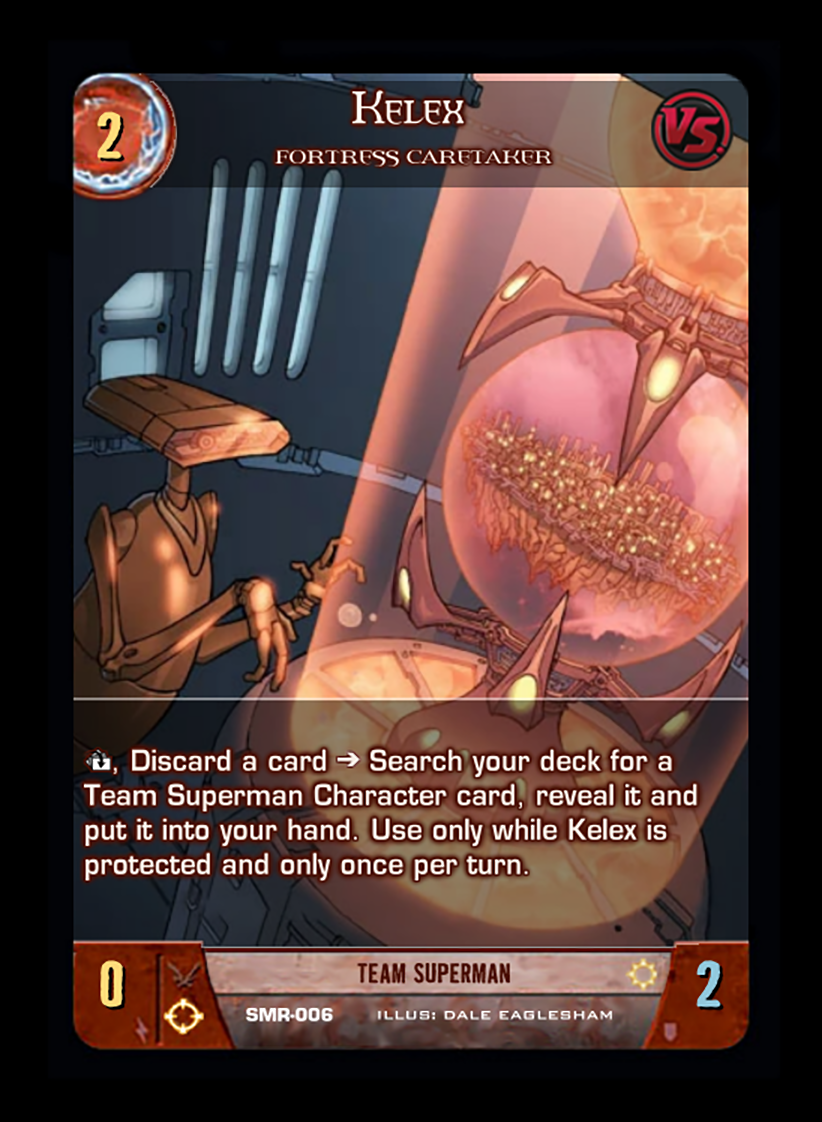 2
Kelex
VS.
FORTRESS CARETAKER
, Discard a card ➔ Search your deck for a
Team Superman Character card, reveal it and
put it into your hand. Use only while Kelex is
protected and only once per turn.
0
TEAM SUPERMAN
2
SMR-006 ILLUS: DALE EAGLESHAM